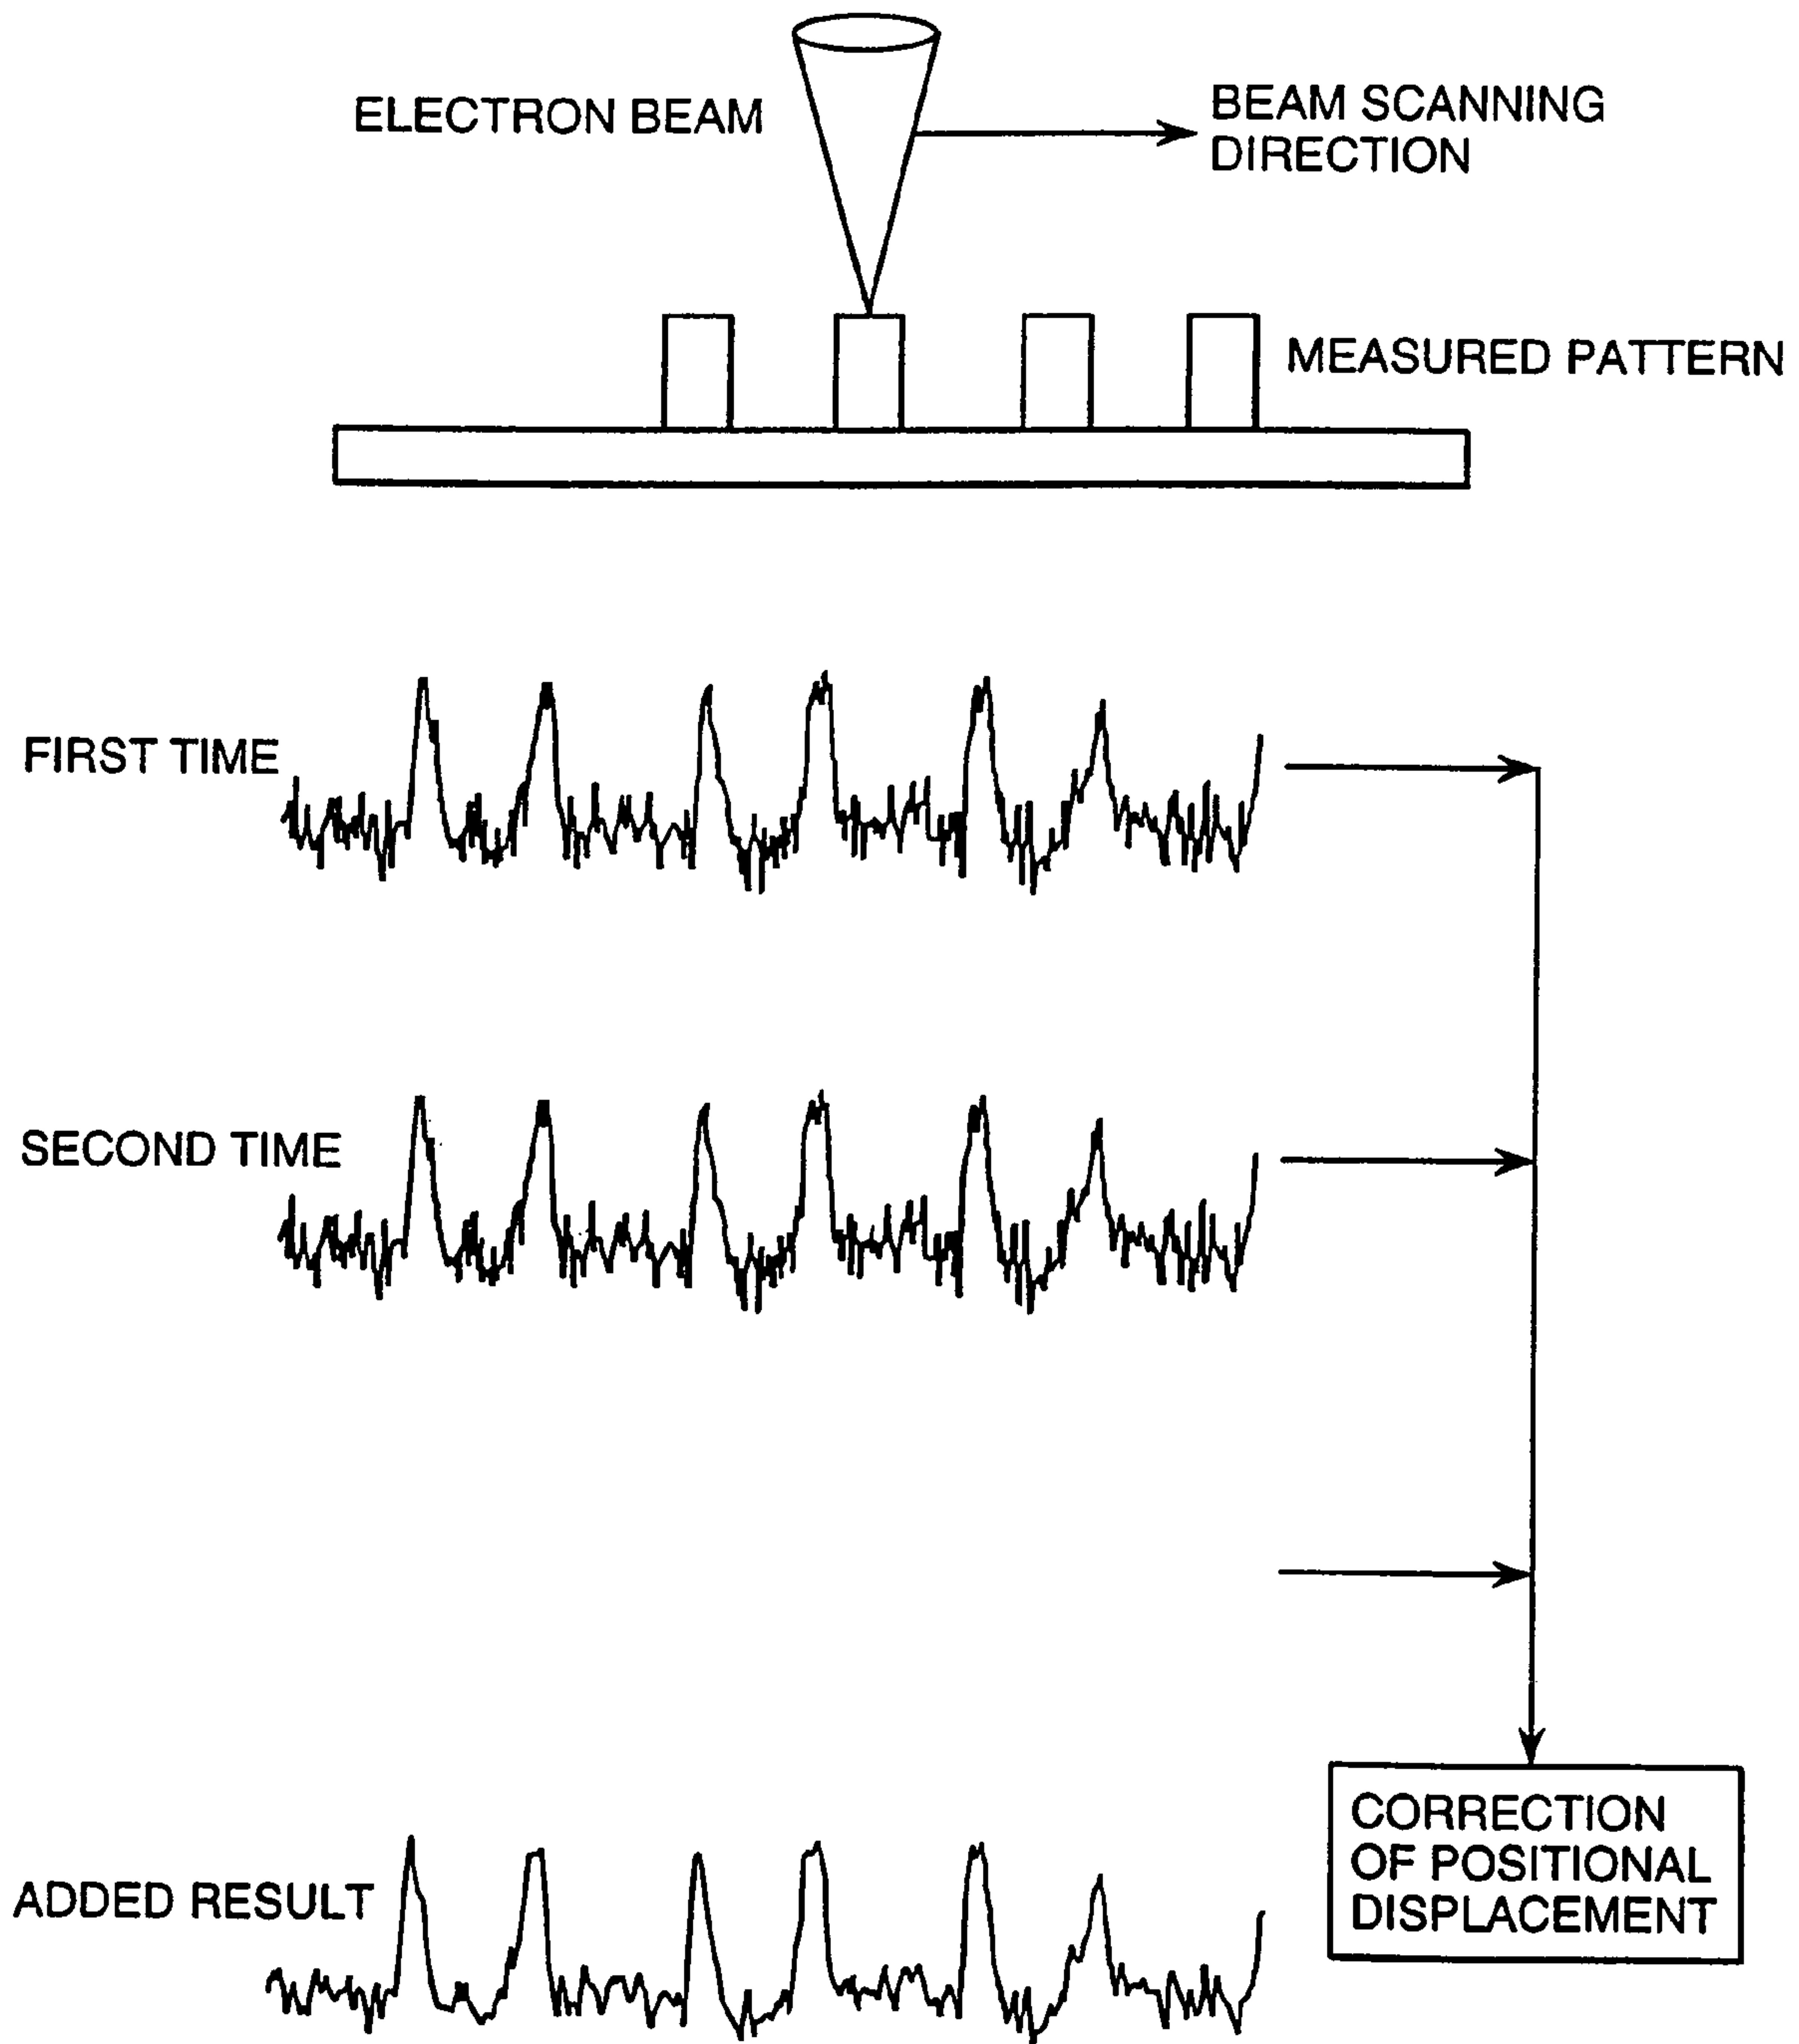 ELECTRON BEAM
BEAM SCANNING
DIRECTION
MEASURED PATTERN
FIRST TIME
SECOND TIME
CORRECTION
OF POSITIONAL
DISPLACEMENT
ADDED RESULT